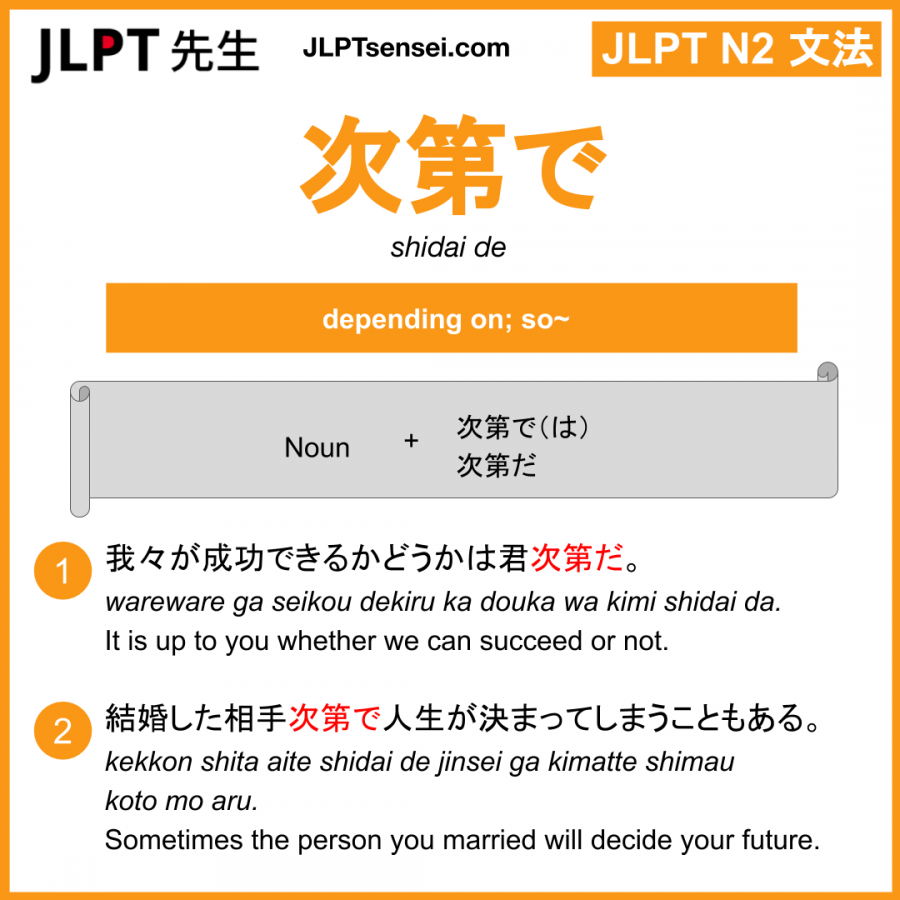 JLPT 先生
JLPTsensei.com
JLPT N2 文法
次第で
shidai de
depending on; so~
Noun + 次第で(は)
次第だ
1 我々が成功できるかどうかは君次第だ。
wareware ga seikou dekiru ka douka wa kimi shidai da.
It is up to you whether we can succeed or not.
2 結婚した相手次第で人生が決まってしまうこともある。
kekkon shita aite shidai de jinsei ga kimatte shimau
koto mo aru.
Sometimes the person you married will decide your future.